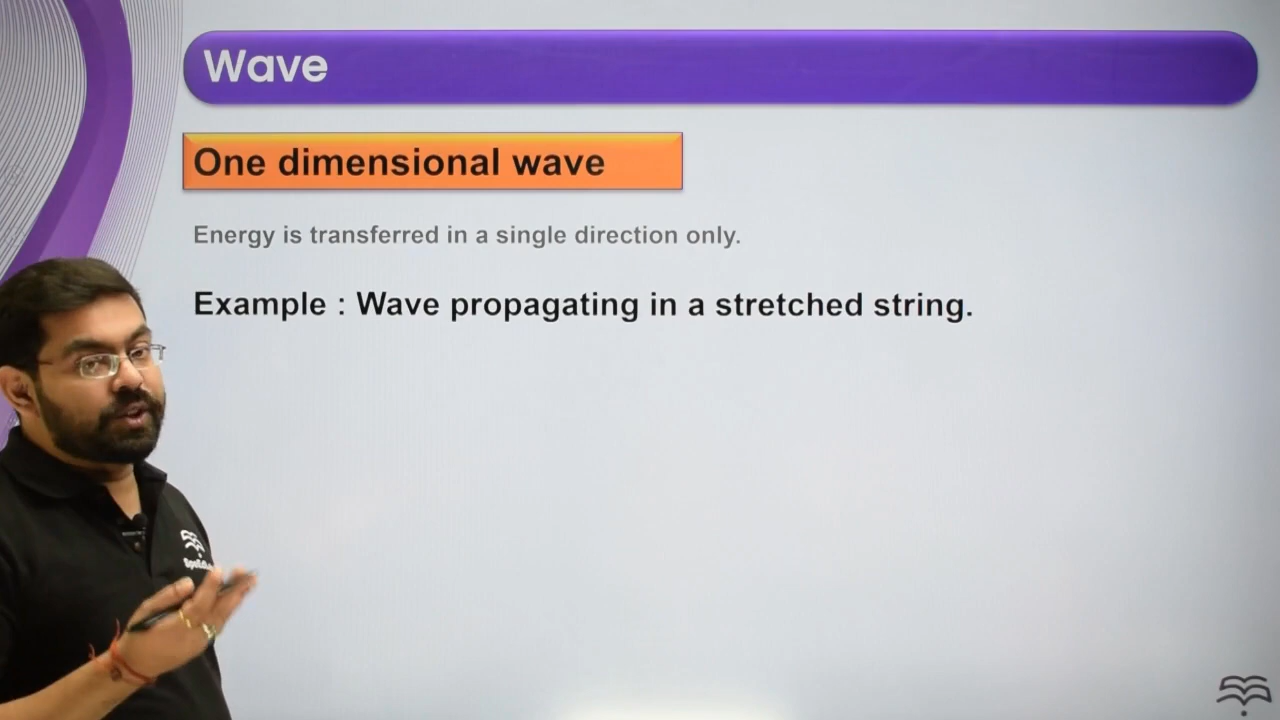 Wave
One dimensional wave
Energy is transferred in a single direction only.
Example : Wave propagating in a stretched string.